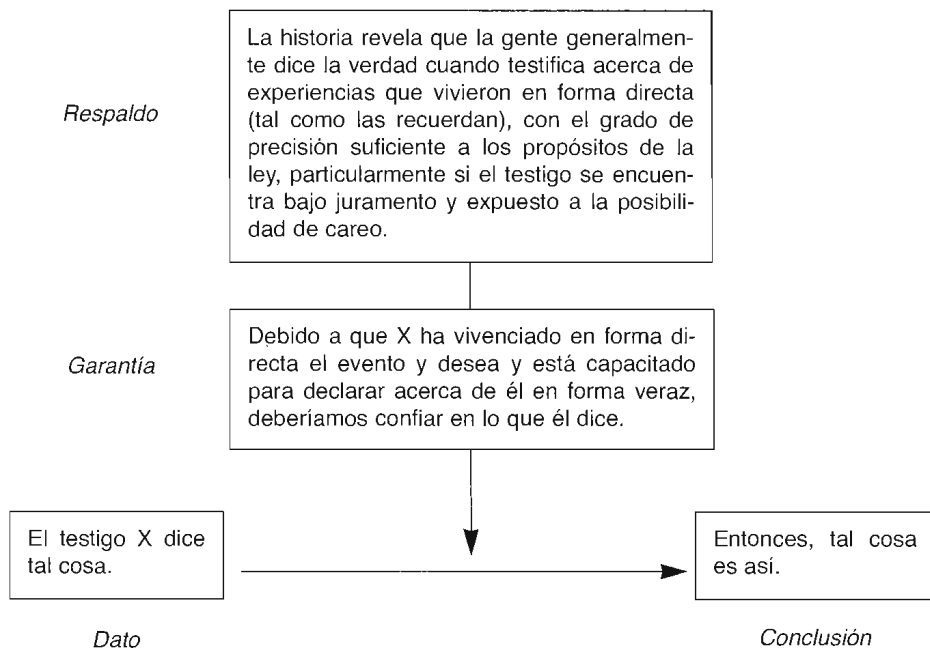 La historia revela que la gente generalmen-
te dice la verdad cuando testifica acerca de
experiencias que vivieron en forma directa
(tal como las recuerdan), con el grado de
precisión suficiente a los propósitos de la
ley, particularmente si el testigo se encuen-
tra bajo juramento y expuesto a la posibili-
dad de careo.
Respaldo
Debido a que X ha vivenciado en forma di-
recta el evento y desea y está capacitado
para declarar acerca de él en forma veraz,
deberíamos confiar en lo que él dice.
Garantía
El testigo X dice
tal cosa.
Dato
Entonces, tal cosa
es así.
Conclusión